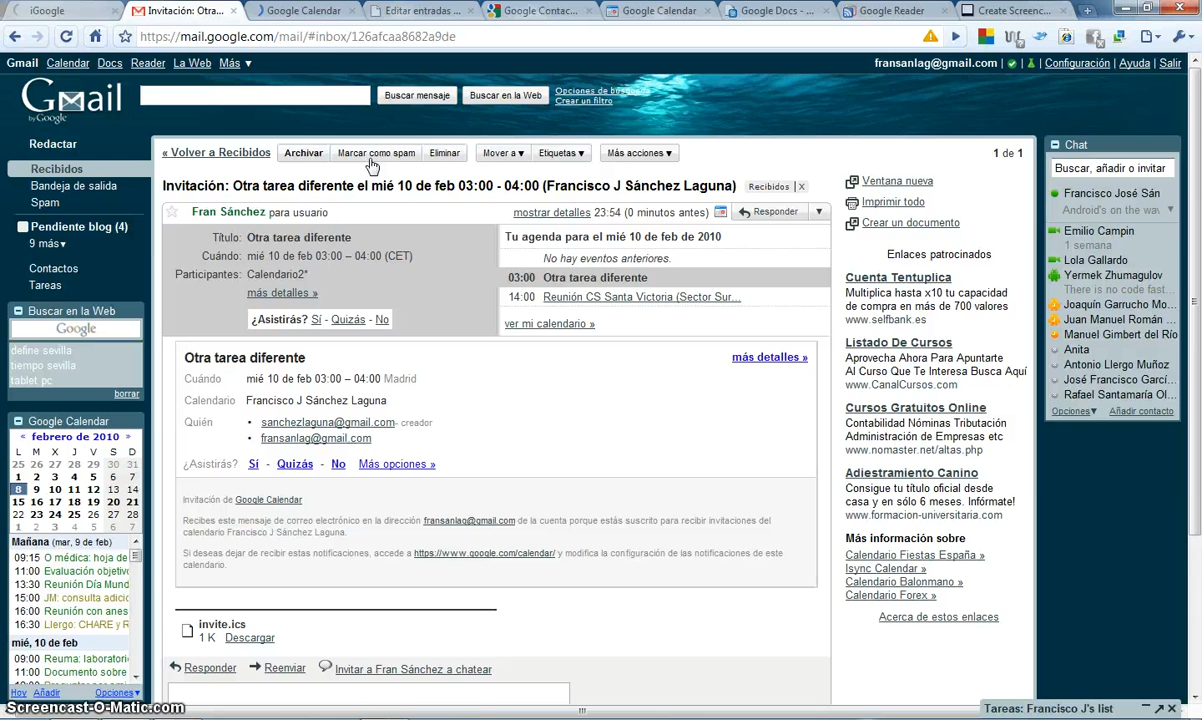 iGoogle
Invitación: Otra...
Google Calendar
Editar entradas ...
Google Contac...
Google Calendar
Google Docs - ...
Google Reader
Create Screenc...
https://mail.google.com/mail/#inbox/126afcaa8682a9de
Gmail Calendar Docs Reader La Web Más ▾
fransanlag@gmail.com | | Configuración | Ayuda | Salir
Gmail
by Google
Buscar mensaje
Buscar en la Web
Opciones de búsqueda
Crear un filtro
Redactar
Recibidos
Bandeja de salida
Spam
Pendiente blog (4)
9 más▾
Contactos
Tareas
Buscar en la Web
Google
define sevilla
tiempo sevilla
tablet pc
borrar
Google Calendar
« febrero de 2010 »
L M X J V S D
25 26 27 28 29 30 31
1 2 3 4 5 6 7
8 9 10 11 12 13 14
15 16 17 18 19 20 21
22 23 24 25 26 27 28
1 2 3 4 5 6 7
Mañana (mar, 9 de feb)
09:15 O médica: hoja de
11:00 Evaluación objetiv
13:30 Reunión Día Mund
15:00 JM: consulta adicio
16:00 Reunión con anes
16:30 Llergo: CHARE y R
mié, 10 de feb
09:00 Reuma: laboratori
11:00 Documento sobre
Hoy Añadir Opciones▾
« Volver a Recibidos
Archivar
Marcar como spam
Eliminar
Mover a ▾
Etiquetas ▾
Más acciones ▾
1 de 1
Invitación: Otra tarea diferente el mié 10 de feb 03:00 - 04:00 (Francisco J Sánchez Laguna)
Recibidos | X
Fran Sánchez para usuario
mostrar detalles 23:54 (0 minutos antes)
Responder
Título: Otra tarea diferente
Cuándo: mié 10 de feb 03:00 – 04:00 (CET)
Participantes: Calendario2*
más detalles »
¿Asistirás? Sí - Quizás - No
Tu agenda para el mié 10 de feb de 2010
No hay eventos anteriores.
03:00 Otra tarea diferente
14:00 Reunión CS Santa Victoria (Sector Sur...
ver mi calendario »
Otra tarea diferente
más detalles »
Cuándo mié 10 de feb 03:00 – 04:00 Madrid
Calendario Francisco J Sánchez Laguna
Quién • sanchezlaguna@gmail.com - creador
• fransanlag@gmail.com
¿Asistirás? Sí - Quizás - No Más opciones »
invitación de Google Calendar
Recibes este mensaje de correo electrónico en la dirección fransanlag@gmail.com de la cuenta porque estás suscrito para recibir invitaciones del
calendario Francisco J Sánchez Laguna.
Si deseas dejar de recibir estas notificaciones, accede a https://www.google.com/calendar/ y modifica la configuración de las notificaciones de este
calendario.
invite.ics
1 K Descargar
Responder
Reenviar
Invitar a Fran Sánchez a chatear
Ventana nueva
Imprimir todo
Crear un documento
Enlaces patrocinados
Cuenta Tentuplica
Multiplica hasta x10 tu capacidad
de compra en más de 700 valores
www.selfbank.es
Listado De Cursos
Aprovecha Ahora Para Apuntarte
Al Curso Que Te Interesa Busca Aquí
www.CanalCursos.com
Cursos Gratuitos Online
Contabilidad Nóminas Tributación
Administración de Empresas etc
www.nomaster.net/altas.php
Adiestramiento Canino
Consigue tu título oficial desde
casa y en sólo 6 meses. Infórmate!
www.formacion-universitaria.com
Más información sobre
Calendario Fiestas España »
Isync Calendar »
Calendario Balonmano »
Calendario Forex »
Acerca de estos enlaces
Chat
Buscar, añadir o invitar
Francisco José Sán
Android's on the wa
Emilio Campin
1 semana
Lola Gallardo
Yermek Zhumagulov
There is no code fast...
Joaquín Garrucho Mo...
Juan Manuel Román ...
Manuel Gimbert del Río
Anita
Antonio Llergo Muñoz
José Francisco Garcí...
Rafael Santamaría Ol...
Opciones▾ Añadir contacto
Tareas: Francisco J's list
Screencast-O-Matic.com